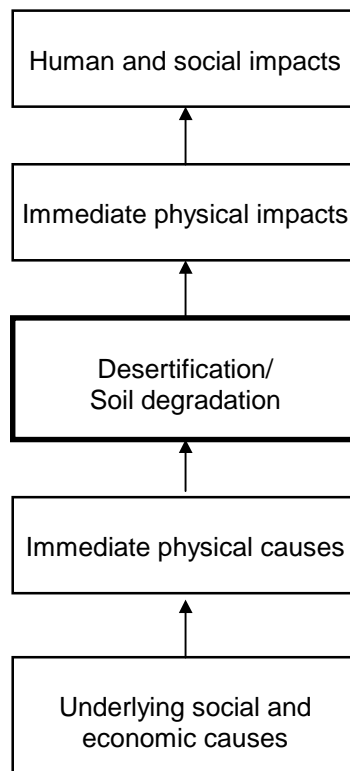 Human and social impacts
Immediate physical impacts
Desertification/
Soil degradation
Immediate physical causes
Underlying social and
economic causes